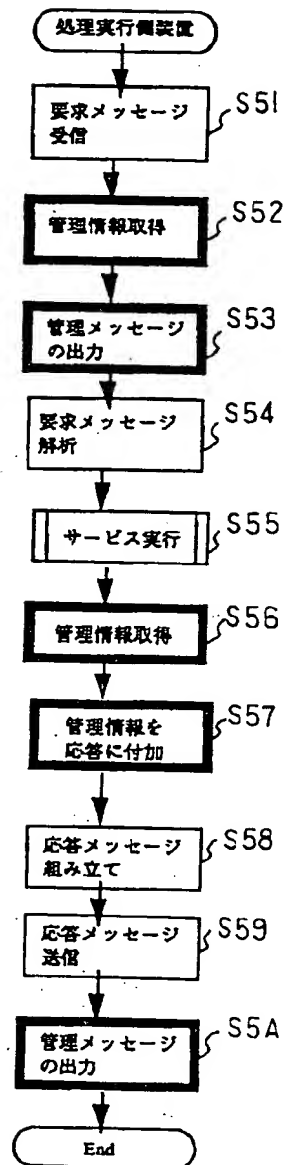 処理実行側装置
要求メッセージ
受信
S51
管理情報取得
S52
管理メッセージ
の出力
S53
要求メッセージ
解析
S54
サービス実行
S55
管理情報取得
S56
管理情報を
応答に付加
S57
応答メッセージ
組み立て
S58
応答メッセージ
送信
S59
管理メッセージ
の出力
S5A
End